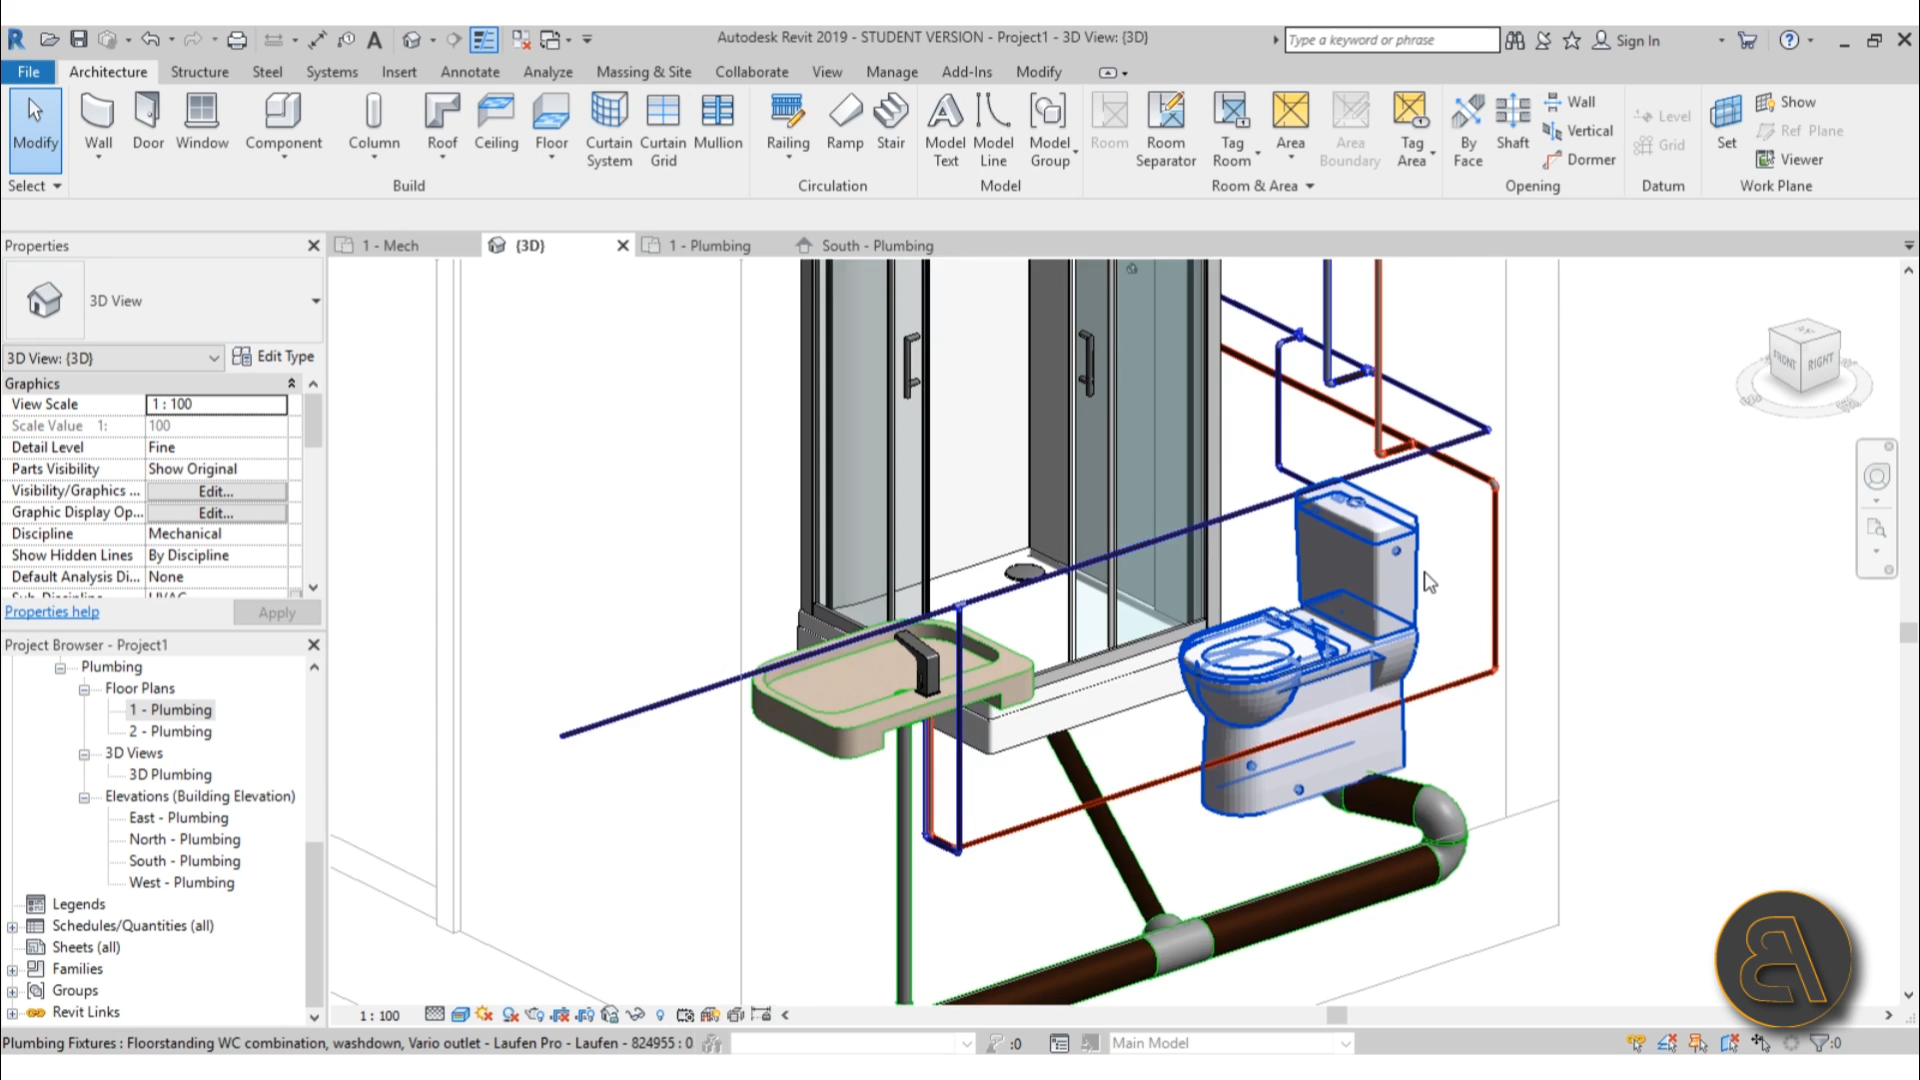 Autodesk Revit 2019 - STUDENT VERSION - Project1 - 3D View: {3D}
Type a keyword or phrase
Sign In
File
Architecture
Structure
Steel
Systems
Insert
Annotate
Analyze
Massing & Site
Collaborate
View
Manage
Add-Ins
Modify
Modify
Wall
Door
Window
Component
Column
Roof
Ceiling
Floor
Curtain System
Curtain Grid
Mullion
Railing
Ramp
Stair
Model Text
Model Line
Model Group
Room
Room Separator
Tag Room
Area
Area Boundary
Tag Area
By Face
Shaft
Wall
Vertical
Dormer
Level
Grid
Set
Show
Ref Plane
Viewer
Select
Build
Circulation
Model
Room & Area
Opening
Datum
Work Plane
Properties
1 - Mech
{3D}
1 - Plumbing
South - Plumbing
3D View
3D View: {3D}
Edit Type
Graphics
View Scale
1 : 100
Scale Value 1:
100
Detail Level
Fine
Parts Visibility
Show Original
Visibility/Graphics ...
Edit...
Graphic Display Op...
Edit...
Discipline
Mechanical
Show Hidden Lines
By Discipline
Default Analysis Di...
None
Properties help
Apply
FRONT
RIGHT
Project Browser - Project1
Plumbing
Floor Plans
1 - Plumbing
2 - Plumbing
3D Views
3D Plumbing
Elevations (Building Elevation)
East - Plumbing
North - Plumbing
South - Plumbing
West - Plumbing
Legends
Schedules/Quantities (all)
Sheets (all)
Families
Groups
Revit Links
1 : 100
Plumbing Fixtures : Floorstanding WC combination, washdown, Vario outlet - Laufen Pro - Laufen - 824955 : 0
:0
Main Model
:0